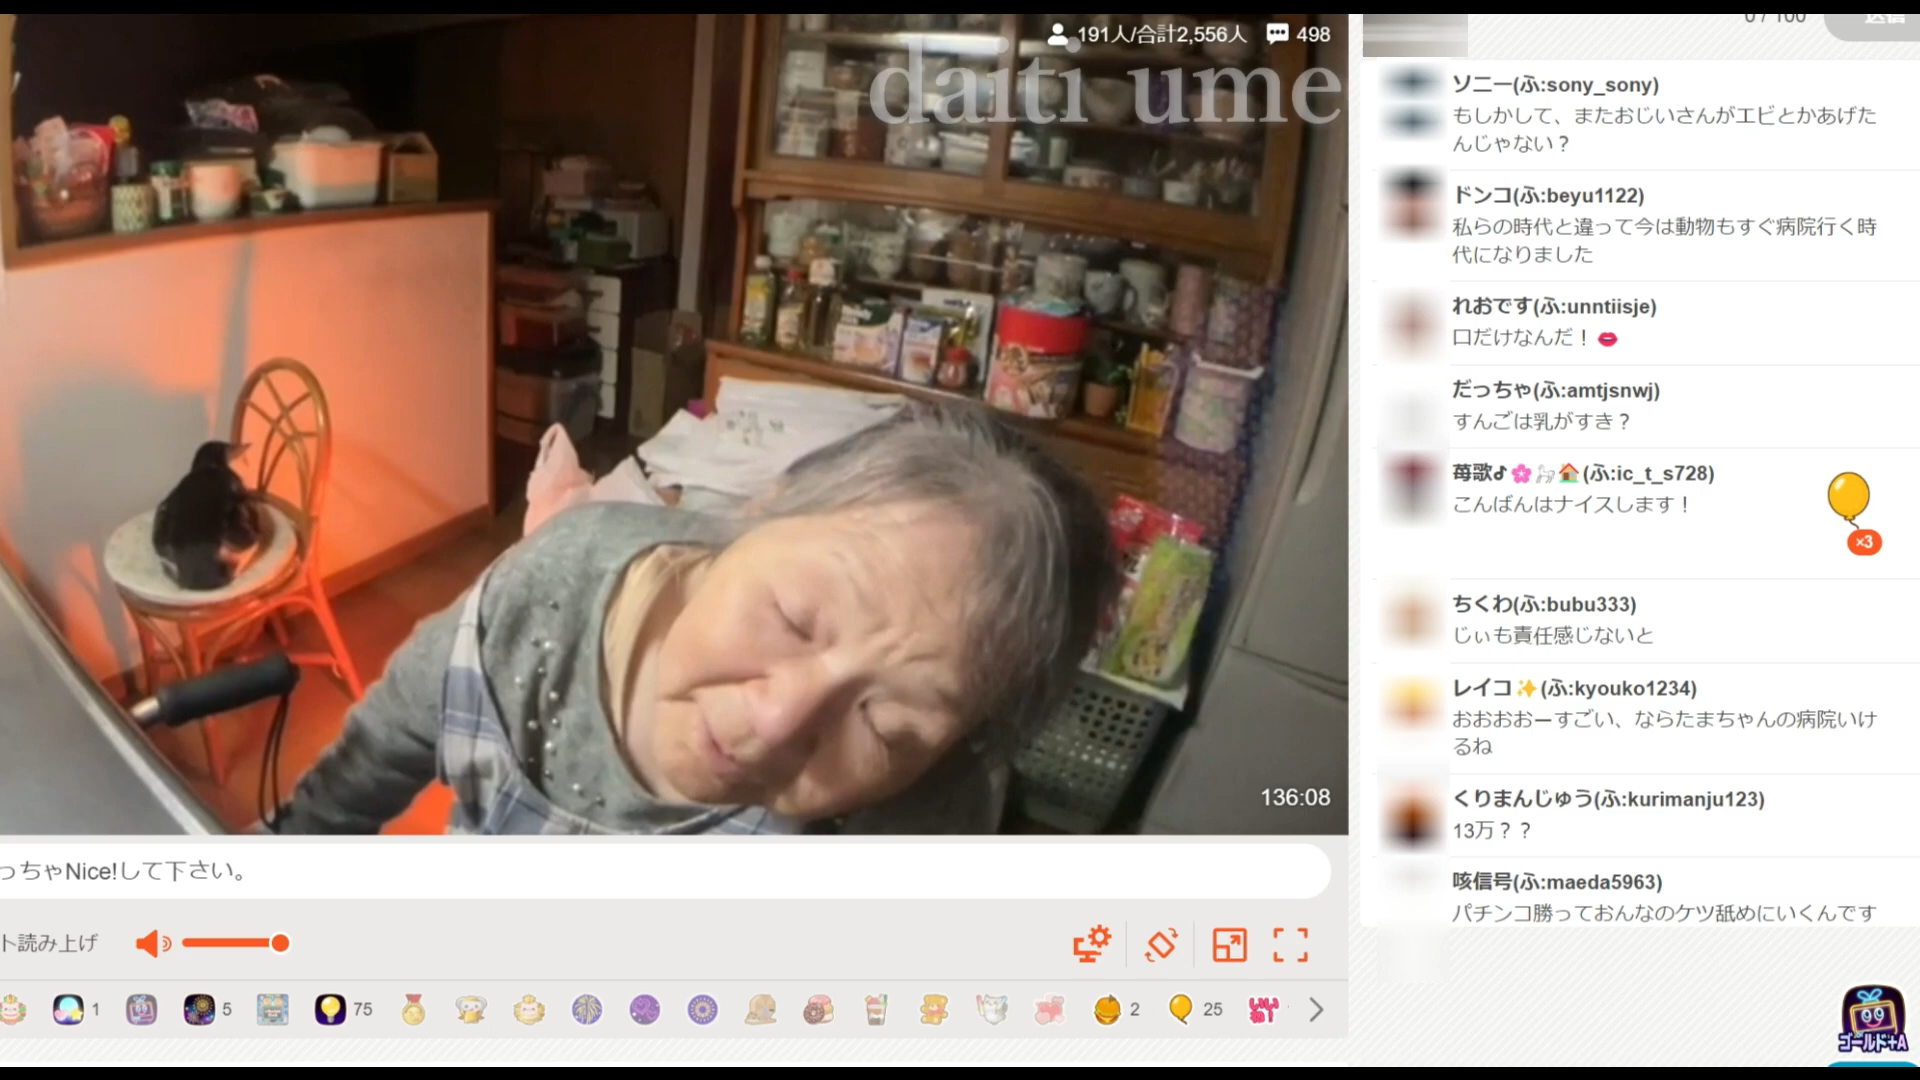 191人/合計2,556人 498
daiti ume
136:08
っちゃNice!して下さい。
ト読み上げ
1
5
75
2
25
0 / 100
送信
ソニー(ふ:sony_sony)
もしかして、またおじいさんがエビとかあげた
んじゃない？
ドンコ(ふ:beyu1122)
私らの時代と違って今は動物もすぐ病院行く時
代になりました
れおです(ふ:unntiisje)
口だけなんだ！
だっちゃ(ふ:amtjsnwj)
すんごは乳がすき？
苺歌♪🌸🐩🏠(ふ:ic_t_s728)
こんばんはナイスします！
×3
ちくわ(ふ:bubu333)
じぃも責任感じないと
レイコ✨(ふ:kyouko1234)
おおおおーすごい、ならたまちゃんの病院いけ
るね
くりまんじゅう(ふ:kurimanju123)
13万？？
咳信号(ふ:maeda5963)
パチンコ勝っておんなのケツ舐めにいくんです
ゴールド+A